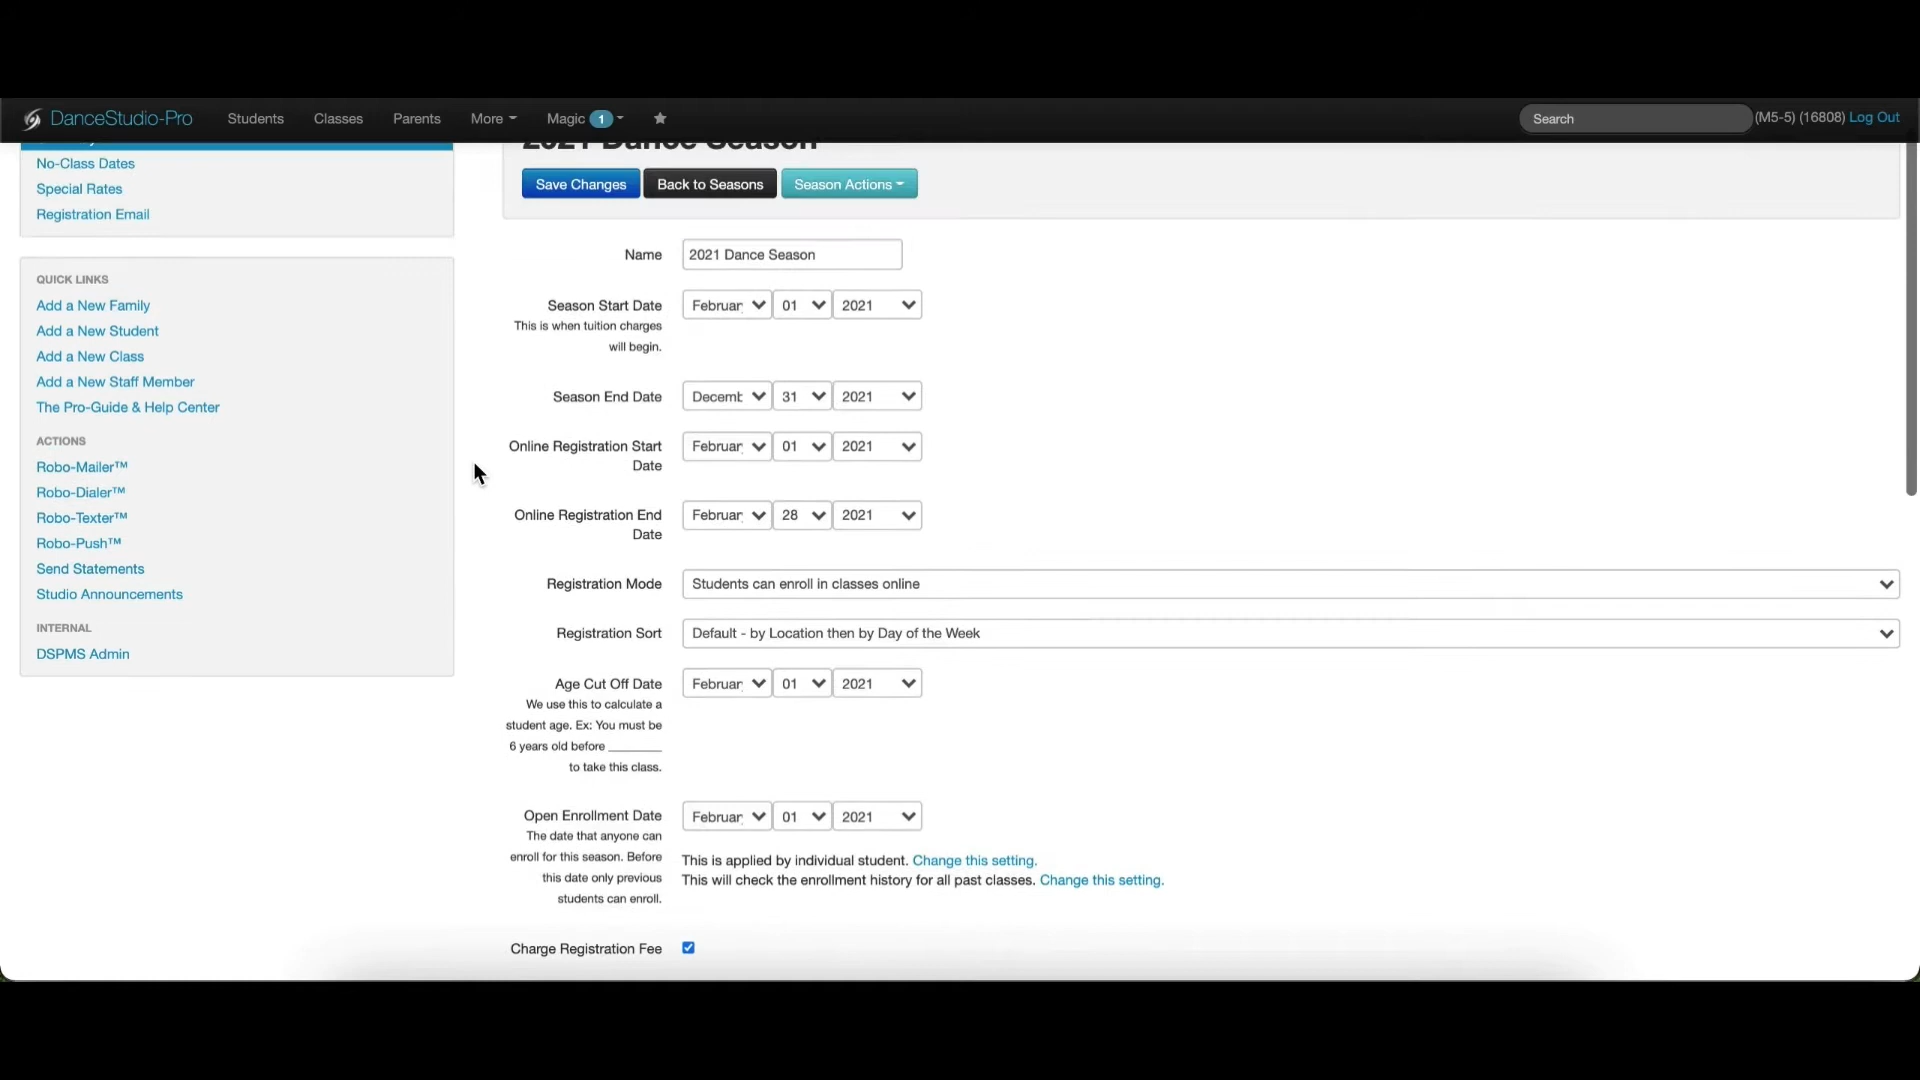 DanceStudio-Pro Students Classes Parents More Magic 1 Search (M5-5) (16808) Log Out
2021 Dance Season
No-Class Dates
Special Rates
Registration Email
QUICK LINKS
Add a New Family
Add a New Student
Add a New Class
Add a New Staff Member
The Pro-Guide & Help Center
ACTIONS
Robo-Mailer™
Robo-Dialer™
Robo-Texter™
Robo-Push™
Send Statements
Studio Announcements
INTERNAL
DSPMS Admin
Save Changes Back to Seasons Season Actions
Name 2021 Dance Season
Season Start Date Februar 01 2021
This is when tuition charges
will begin.
Season End Date Decemb 31 2021
Online Registration Start
Date
Februar 01 2021
Online Registration End
Date
Februar 28 2021
Registration Mode Students can enroll in classes online
Registration Sort Default - by Location then by Day of the Week
Age Cut Off Date Februar 01 2021
We use this to calculate a
student age. Ex: You must be
6 years old before ________
to take this class.
Open Enrollment Date Februar 01 2021
The date that anyone can
enroll for this season. Before
this date only previous
students can enroll.
This is applied by individual student. Change this setting.
This will check the enrollment history for all past classes. Change this setting.
Charge Registration Fee